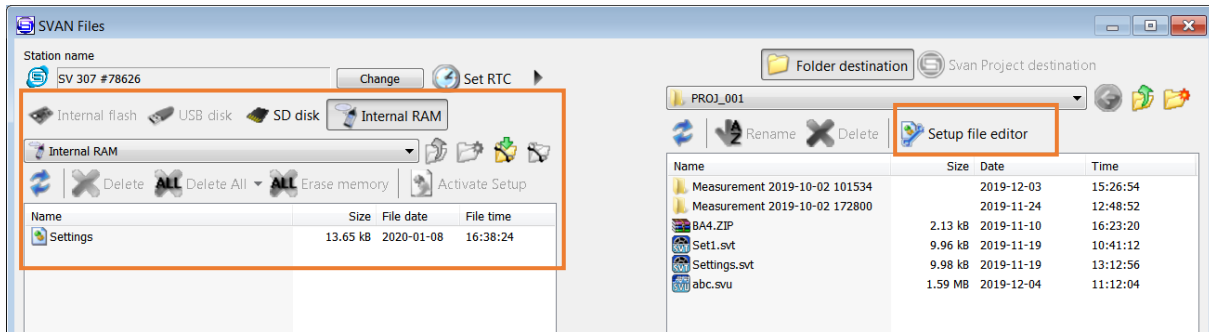 SVAN Files
Station name
SV 307 #78626 Change Set RTC
Internal flash USB disk SD disk Internal RAM
Internal RAM
Delete ALL Delete All ALL Erase memory Activate Setup
Name Size File date File time
Settings 13.65 kB 2020-01-08 16:38:24
Folder destination Svan Project destination
PROJ_001
Rename Delete Setup file editor
Name Size Date Time
Measurement 2019-10-02 101534 2019-12-03 15:26:54
Measurement 2019-10-02 172800 2019-11-24 12:48:52
BA4.ZIP 2.13 kB 2019-11-10 16:23:20
Set1.svt 9.96 kB 2019-11-19 10:41:12
Settings.svt 9.98 kB 2019-11-19 13:12:56
abc.svu 1.59 MB 2019-12-04 11:12:04